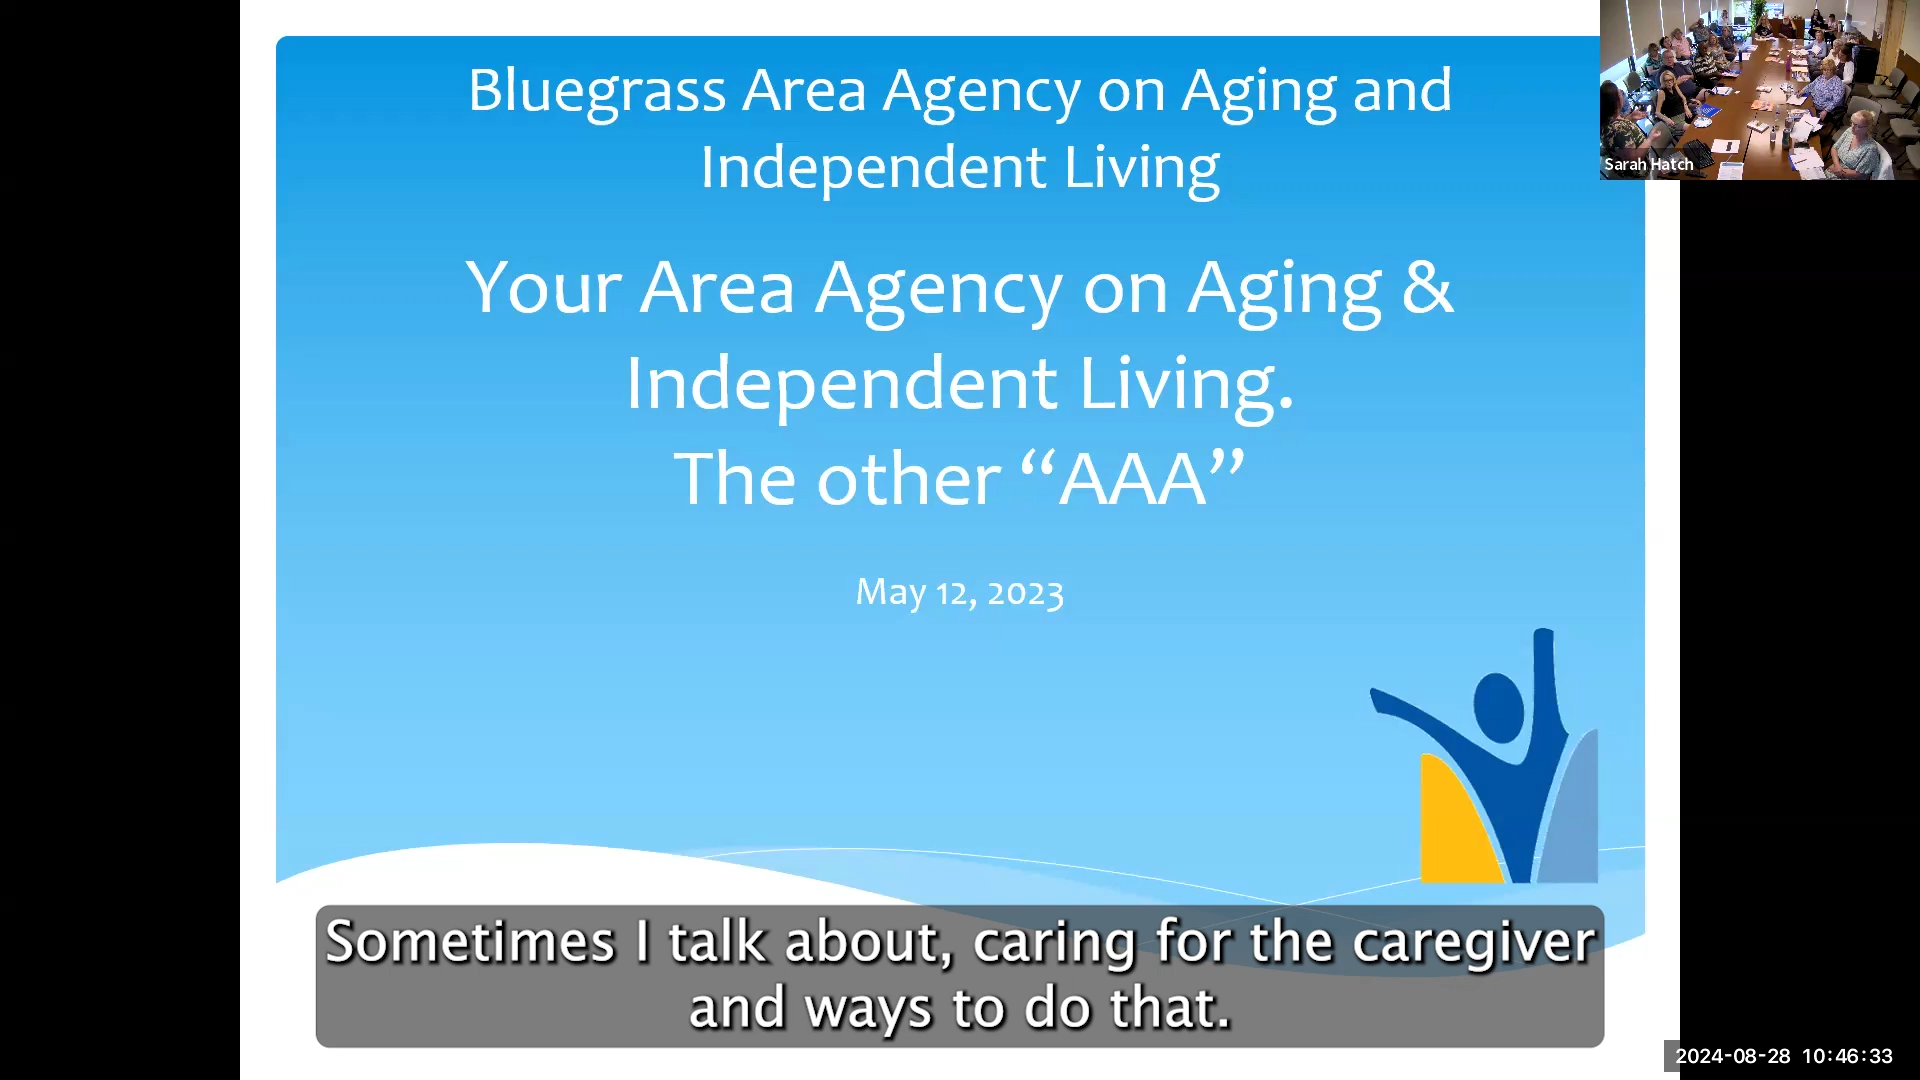 Bluegrass Area Agency on Aging and
Independent Living
Your Area Agency on Aging &
Independent Living.
The other “AAA”
May 12, 2023
Sarah Hatch
Sometimes I talk about, caring for the caregiver
and ways to do that.
2024-08-28 10:46:33